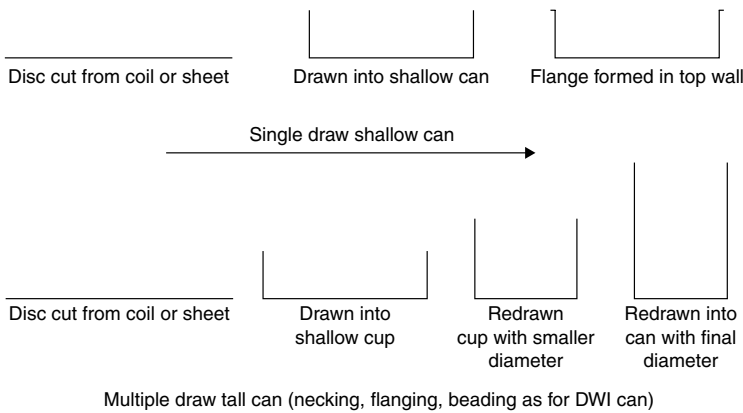 Disc cut from coil or sheet
Drawn into shallow can
Flange formed in top wall
Single draw shallow can
Disc cut from coil or sheet
Drawn into
shallow cup
Redrawn
cup with smaller
diameter
Redrawn into
can with final
diameter
Multiple draw tall can (necking, flanging, beading as for DWI can)